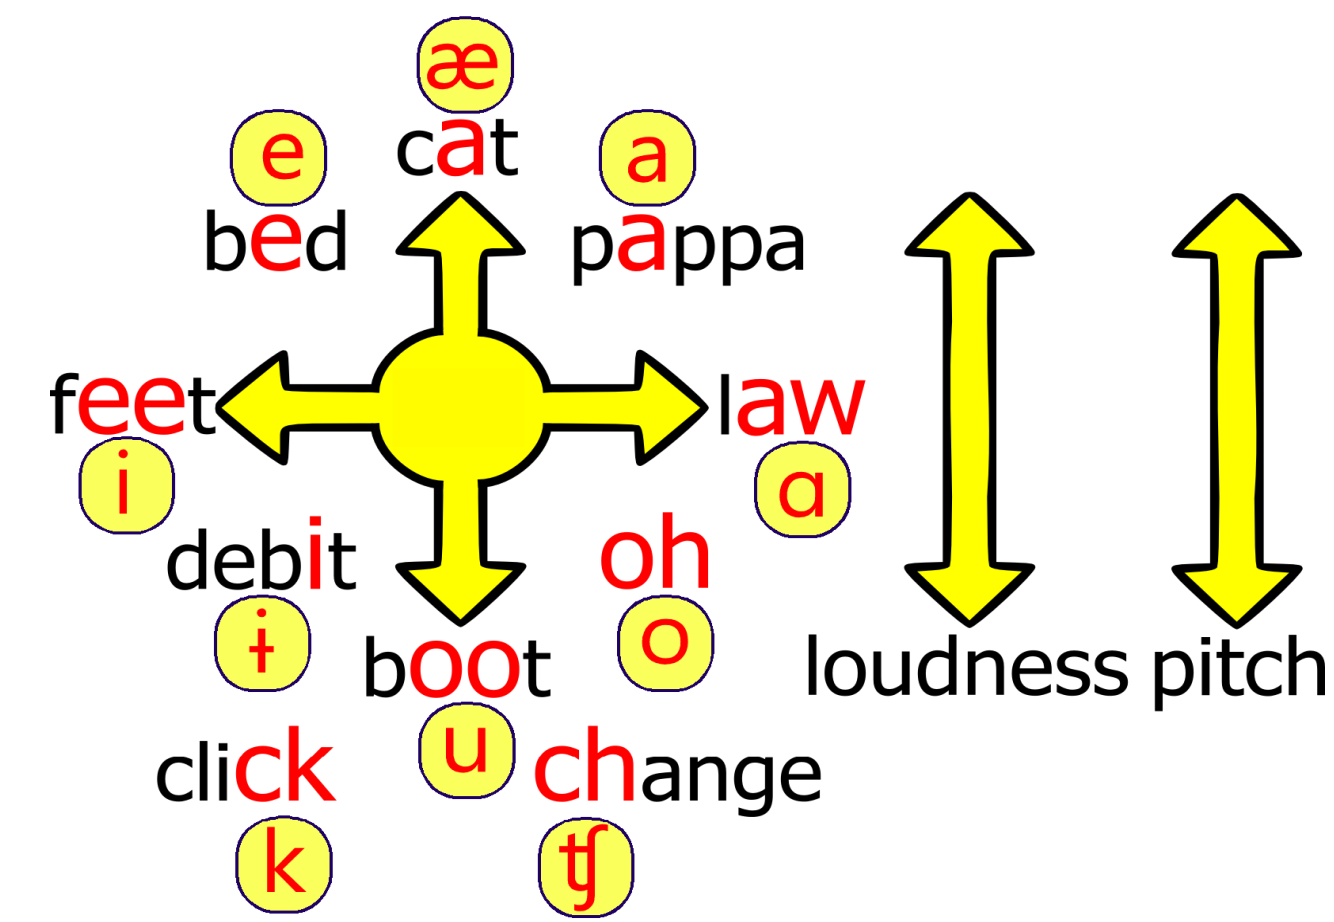 æ
cat
e
bed
a
pappa
feet
i
law
ɑ
debit
ɨ
oh
o
boot
u
loudness
pitch
click
k
change
ʧ